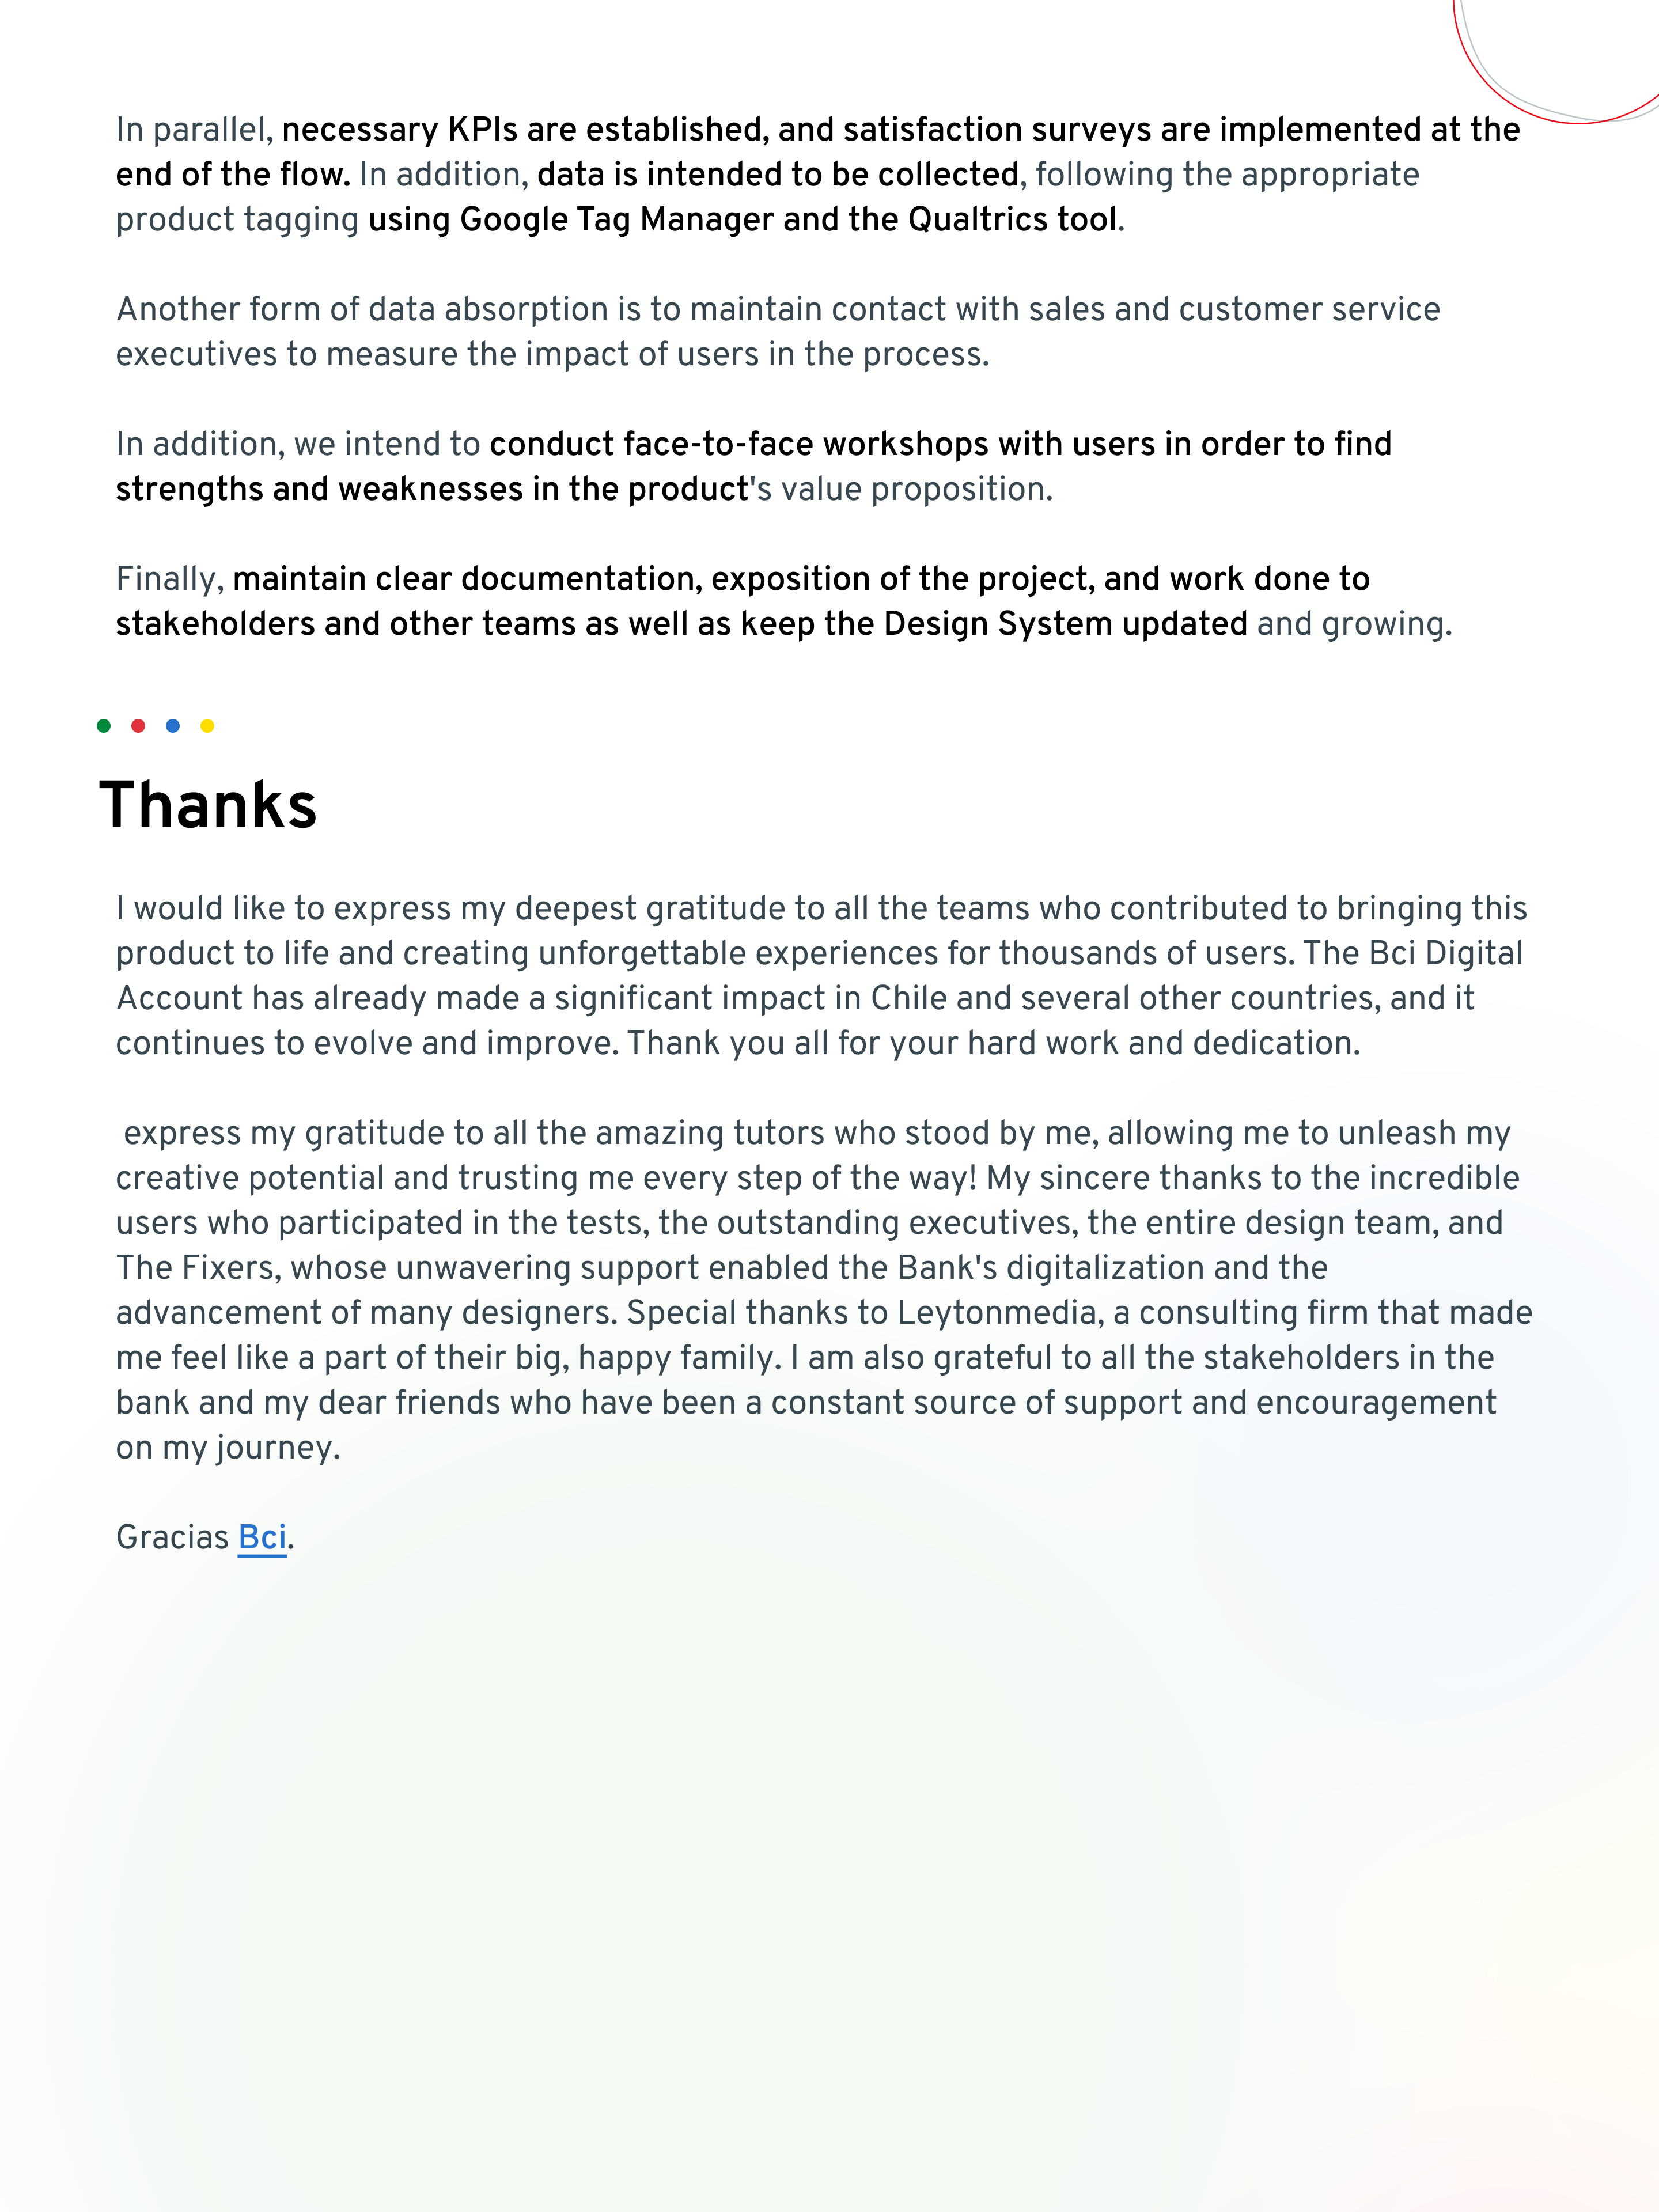 In parallel, necessary KPIs are established, and satisfaction surveys are implemented at the
end of the flow. In addition, data is intended to be collected, following the appropriate
product tagging using Google Tag Manager and the Qualtrics tool.
Another form of data absorption is to maintain contact with sales and customer service
executives to measure the impact of users in the process.
In addition, we intend to conduct face-to-face workshops with users in order to find
strengths and weaknesses in the product's value proposition.
Finally, maintain clear documentation, exposition of the project, and work done to
stakeholders and other teams as well as keep the Design System updated and growing.
Thanks
I would like to express my deepest gratitude to all the teams who contributed to bringing this
product to life and creating unforgettable experiences for thousands of users. The Bci Digital
Account has already made a significant impact in Chile and several other countries, and it
continues to evolve and improve. Thank you all for your hard work and dedication.
express my gratitude to all the amazing tutors who stood by me, allowing me to unleash my
creative potential and trusting me every step of the way! My sincere thanks to the incredible
users who participated in the tests, the outstanding executives, the entire design team, and
The Fixers, whose unwavering support enabled the Bank's digitalization and the
advancement of many designers. Special thanks to Leytonmedia, a consulting firm that made
me feel like a part of their big, happy family. I am also grateful to all the stakeholders in the
bank and my dear friends who have been a constant source of support and encouragement
on my journey.
Gracias Bci.